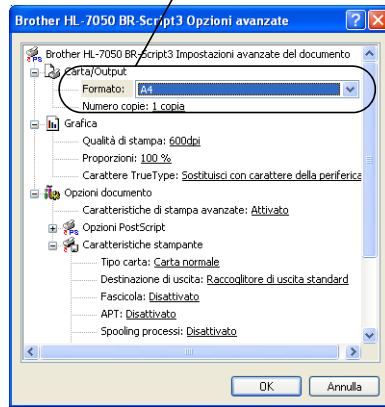 Brother HL-7050 BR-Script3 Opzioni avanzate
Brother HL-7050 BR-Script3 Impostazioni avanzate del documento
Carta/Output
Formato: A4
Numero copie: 1 copia
Grafica
Qualità di stampa: 600dpi
Proporzioni: 100 %
Carattere TrueType: Sostituisci con carattere della periferica
Opzioni documento
Caratteristiche di stampa avanzate: Attivato
Opzioni PostScript
Caratteristiche stampante
Tipo carta: Carta normale
Destinazione di uscita: Raccoglitore di uscita standard
Fascicola: Disattivato
APT: Disattivato
Spooling processi: Disattivato
OK Annulla